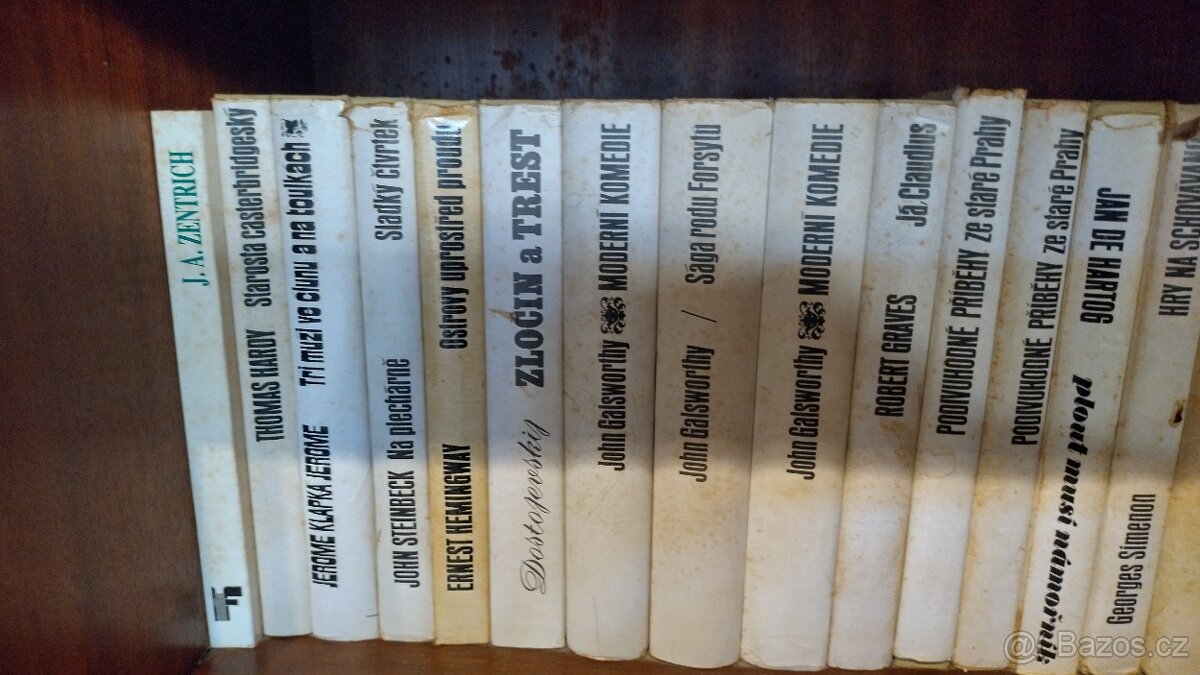 J. A. ZENTRICH
THOMAS HARDY Starosta casterbridgeský
JEROME KLAPKA JEROME Tři muži ve člunu a na toulkách
JOHN STEINBECK Na plechárně Sladký čtvrtek
ERNEST HEMINGWAY Ostrovy uprostřed proudu
Dostojevskij ZLOČIN a TREST
John Galsworthy MODERNÍ KOMEDIE
John Galsworthy / Sága rodu Forsytů
John Galsworthy MODERNÍ KOMEDIE
ROBERT GRAVES Já, Claudius
PODIVUHODNÉ PŘÍBĚHY ze staré Prahy
PODIVUHODNÉ PŘÍBĚHY ze staré Prahy
JAN DE HARTOG plout musí námořník
Georges Simenon HRY NA
Bazos.cz